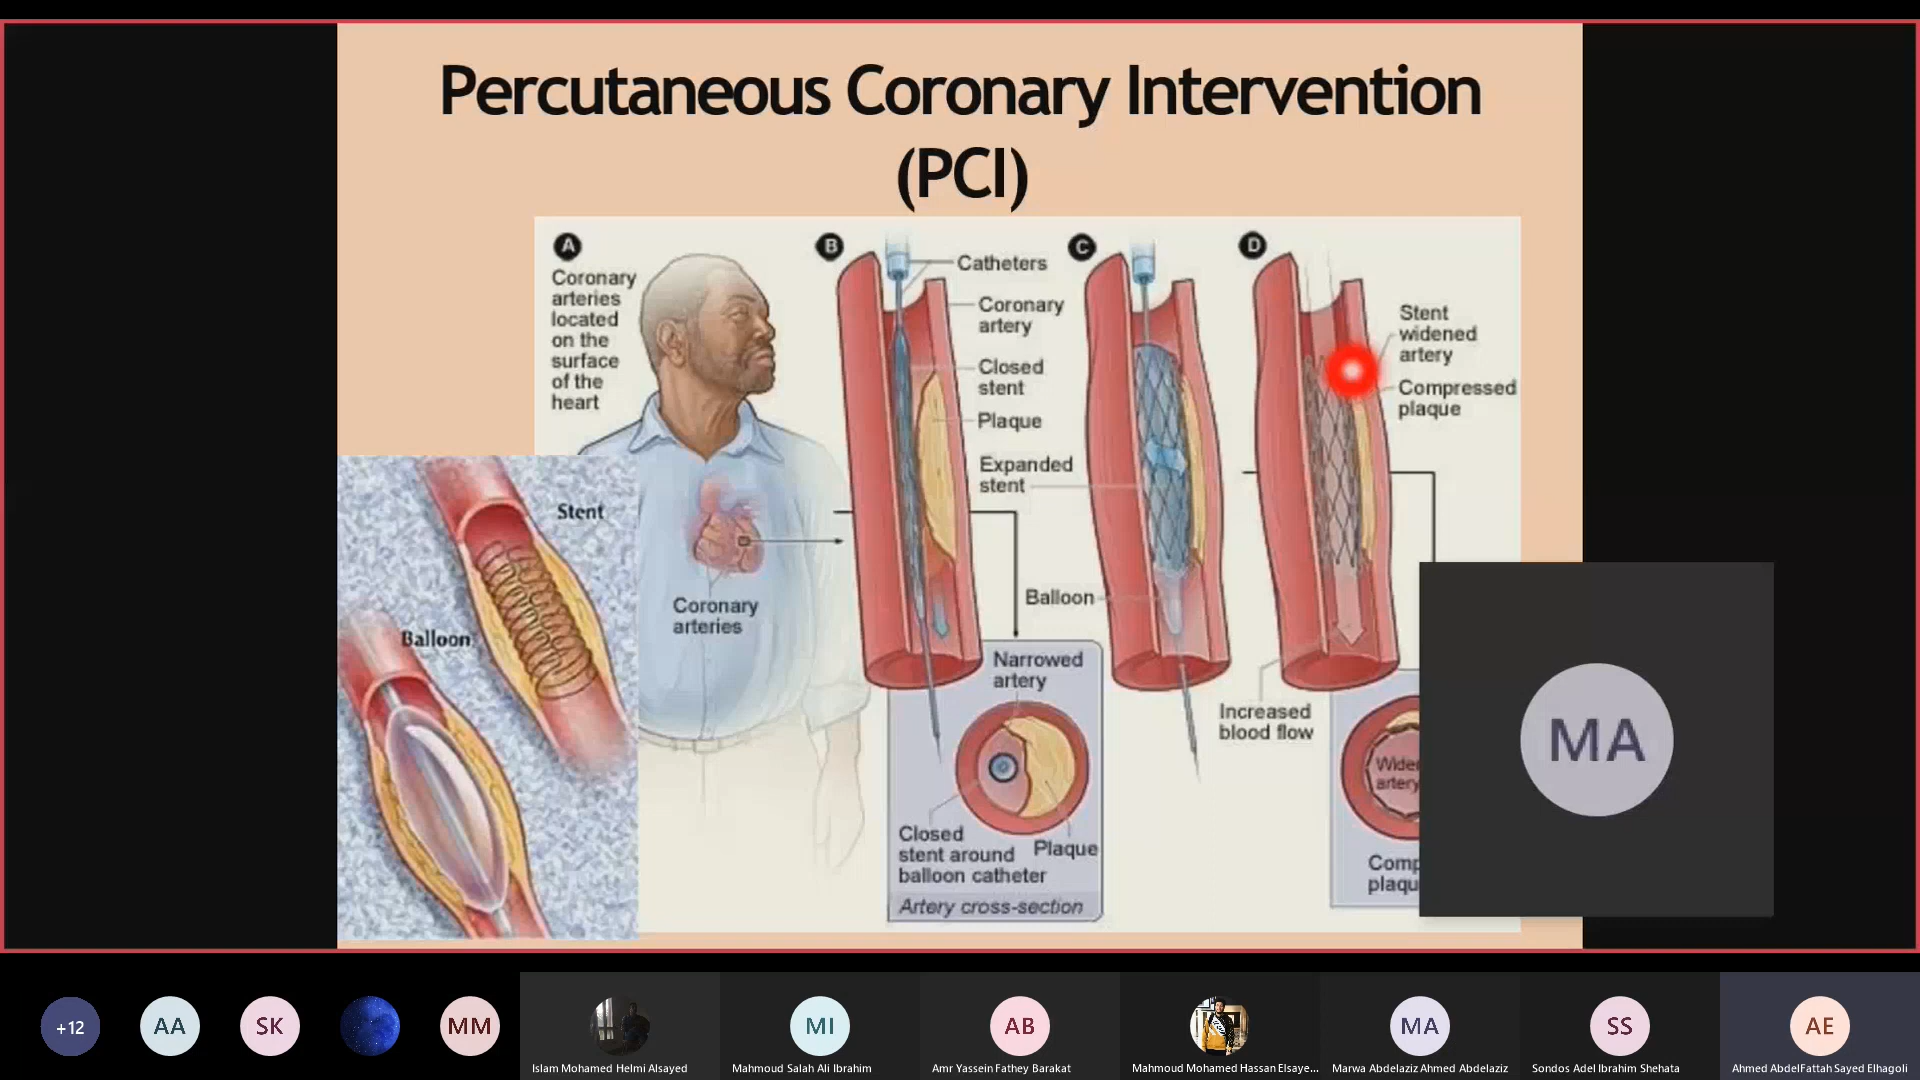 Percutaneous Coronary Intervention
(PCI)
A
Coronary
arteries
located
on the
surface
of the
heart
Coronary
arteries
B
Catheters
Coronary
artery
Closed
stent
Plaque
Expanded
stent
Balloon
C
D
Stent
widened
artery
Compressed
plaque
Increased
blood flow
Narrowed
artery
Closed
stent around
balloon catheter
Plaque
Artery cross-section
artery
Stent
Balloon
MA
+12
AA
SK
MM
Islam Mohamed Helmi Alsayed
MI
Mahmoud Salah Ali Ibrahim
AB
Amr Yassein Fathey Barakat
Mahmoud Mohamed Hassan Elsaye...
MA
Marwa Abdelaziz Ahmed Abdelaziz
SS
Sondos Adel Ibrahim Shehata
AE
Ahmed AbdelFattah Sayed Elhagoli